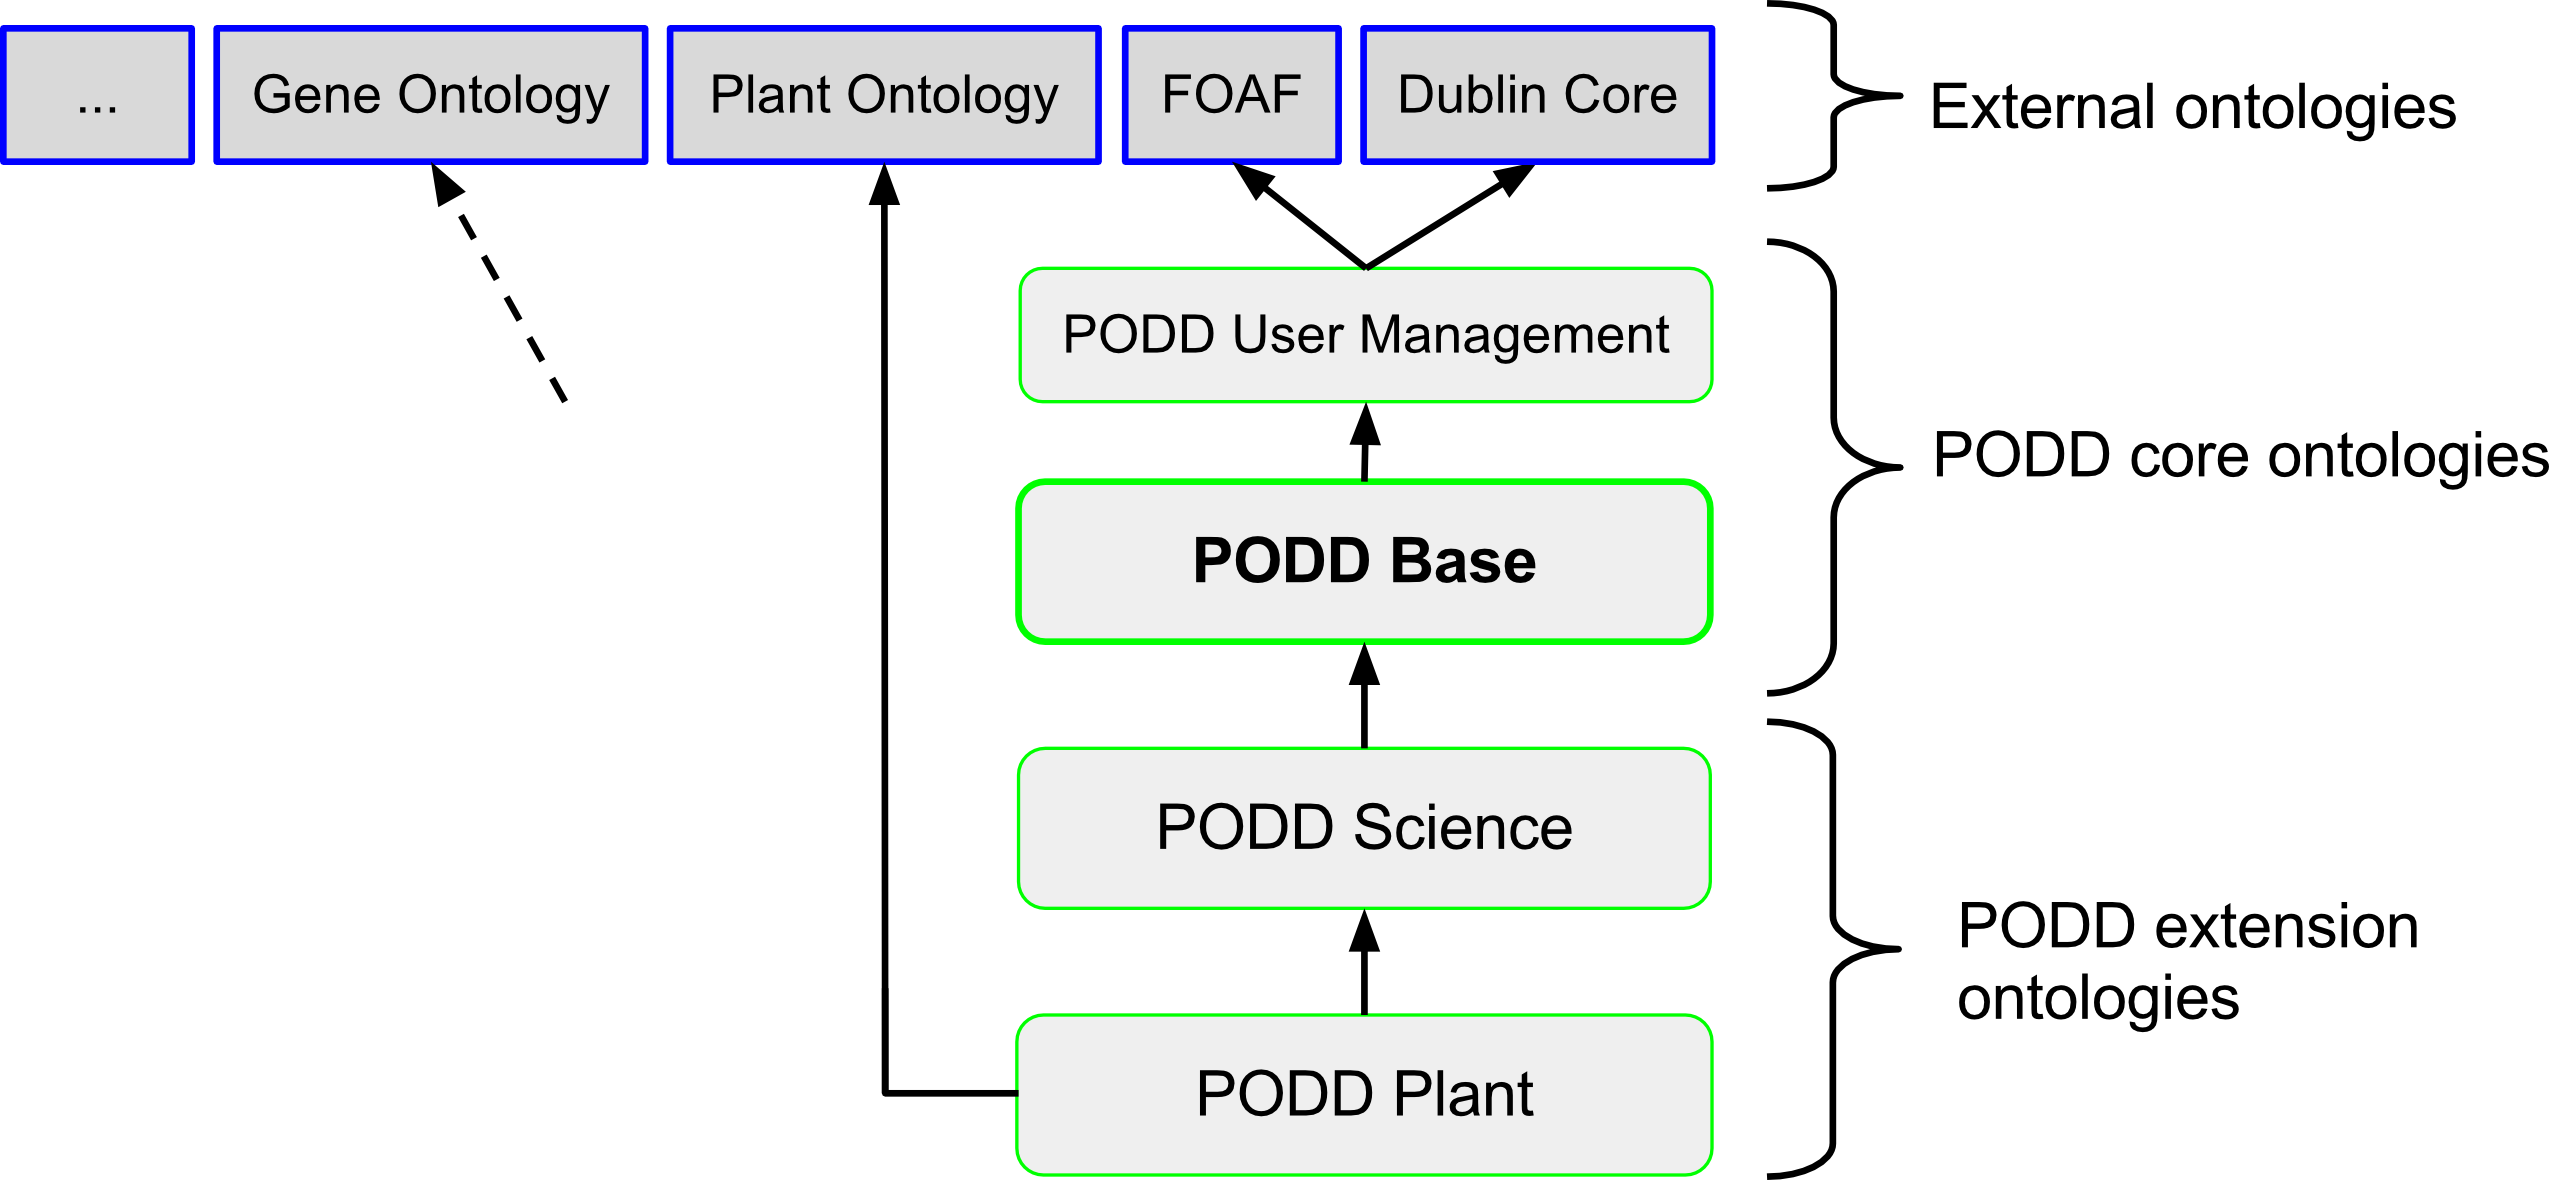 ...
Gene Ontology
Plant Ontology
FOAF
Dublin Core
External ontologies
PODD User Management
PODD core ontologies
PODD Base
PODD Science
PODD extension
ontologies
PODD Plant